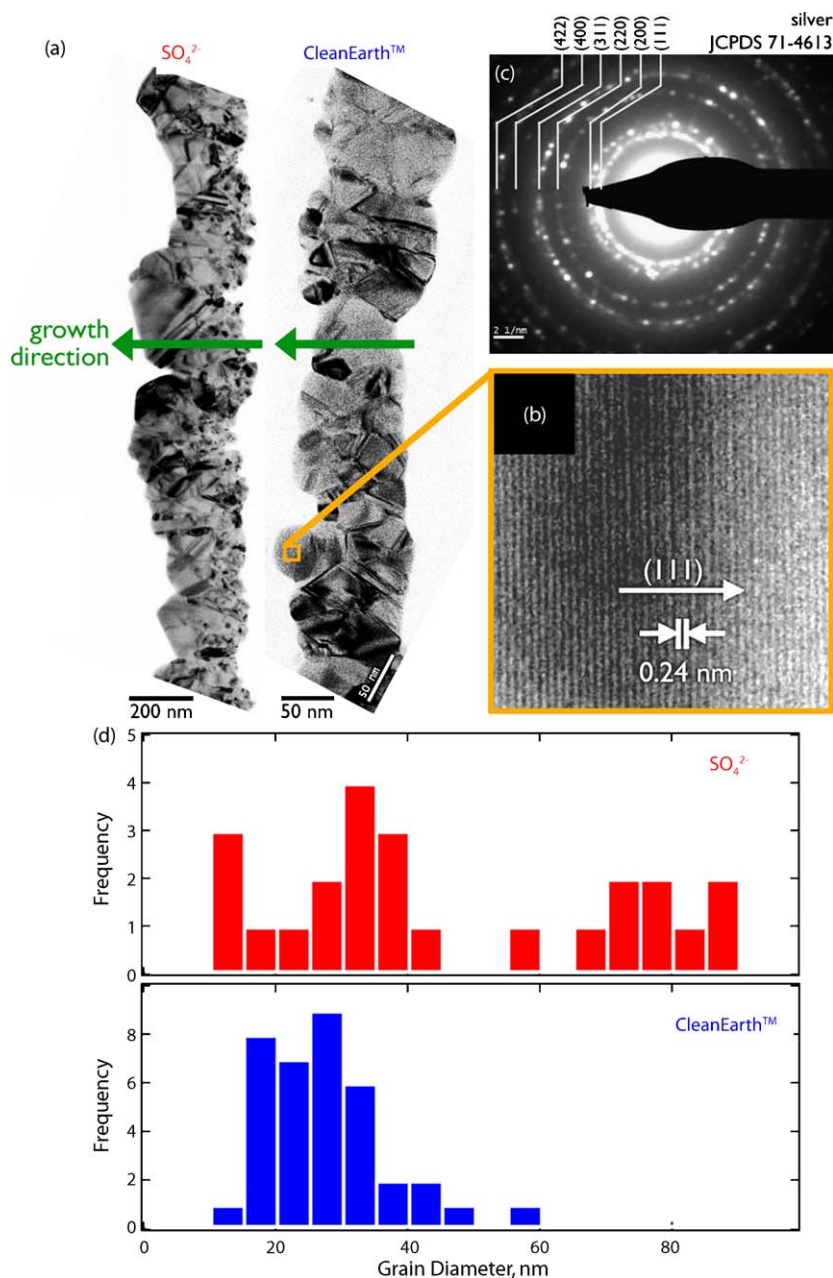 silver
JCPDS 71-4613
(a)
SO₄²⁻
CleanEarth™
(422)
(400)
(311)
(220)
(200)
(111)
(c)
growth
direction
2 1/nm
(b)
(111)
0.24 nm
50 nm
200 nm
50 nm
(d)
5
4
3
2
1
0
Frequency
SO₄²⁻
8
6
4
2
0
Frequency
CleanEarth™
0
20
40
60
80
Grain Diameter, nm